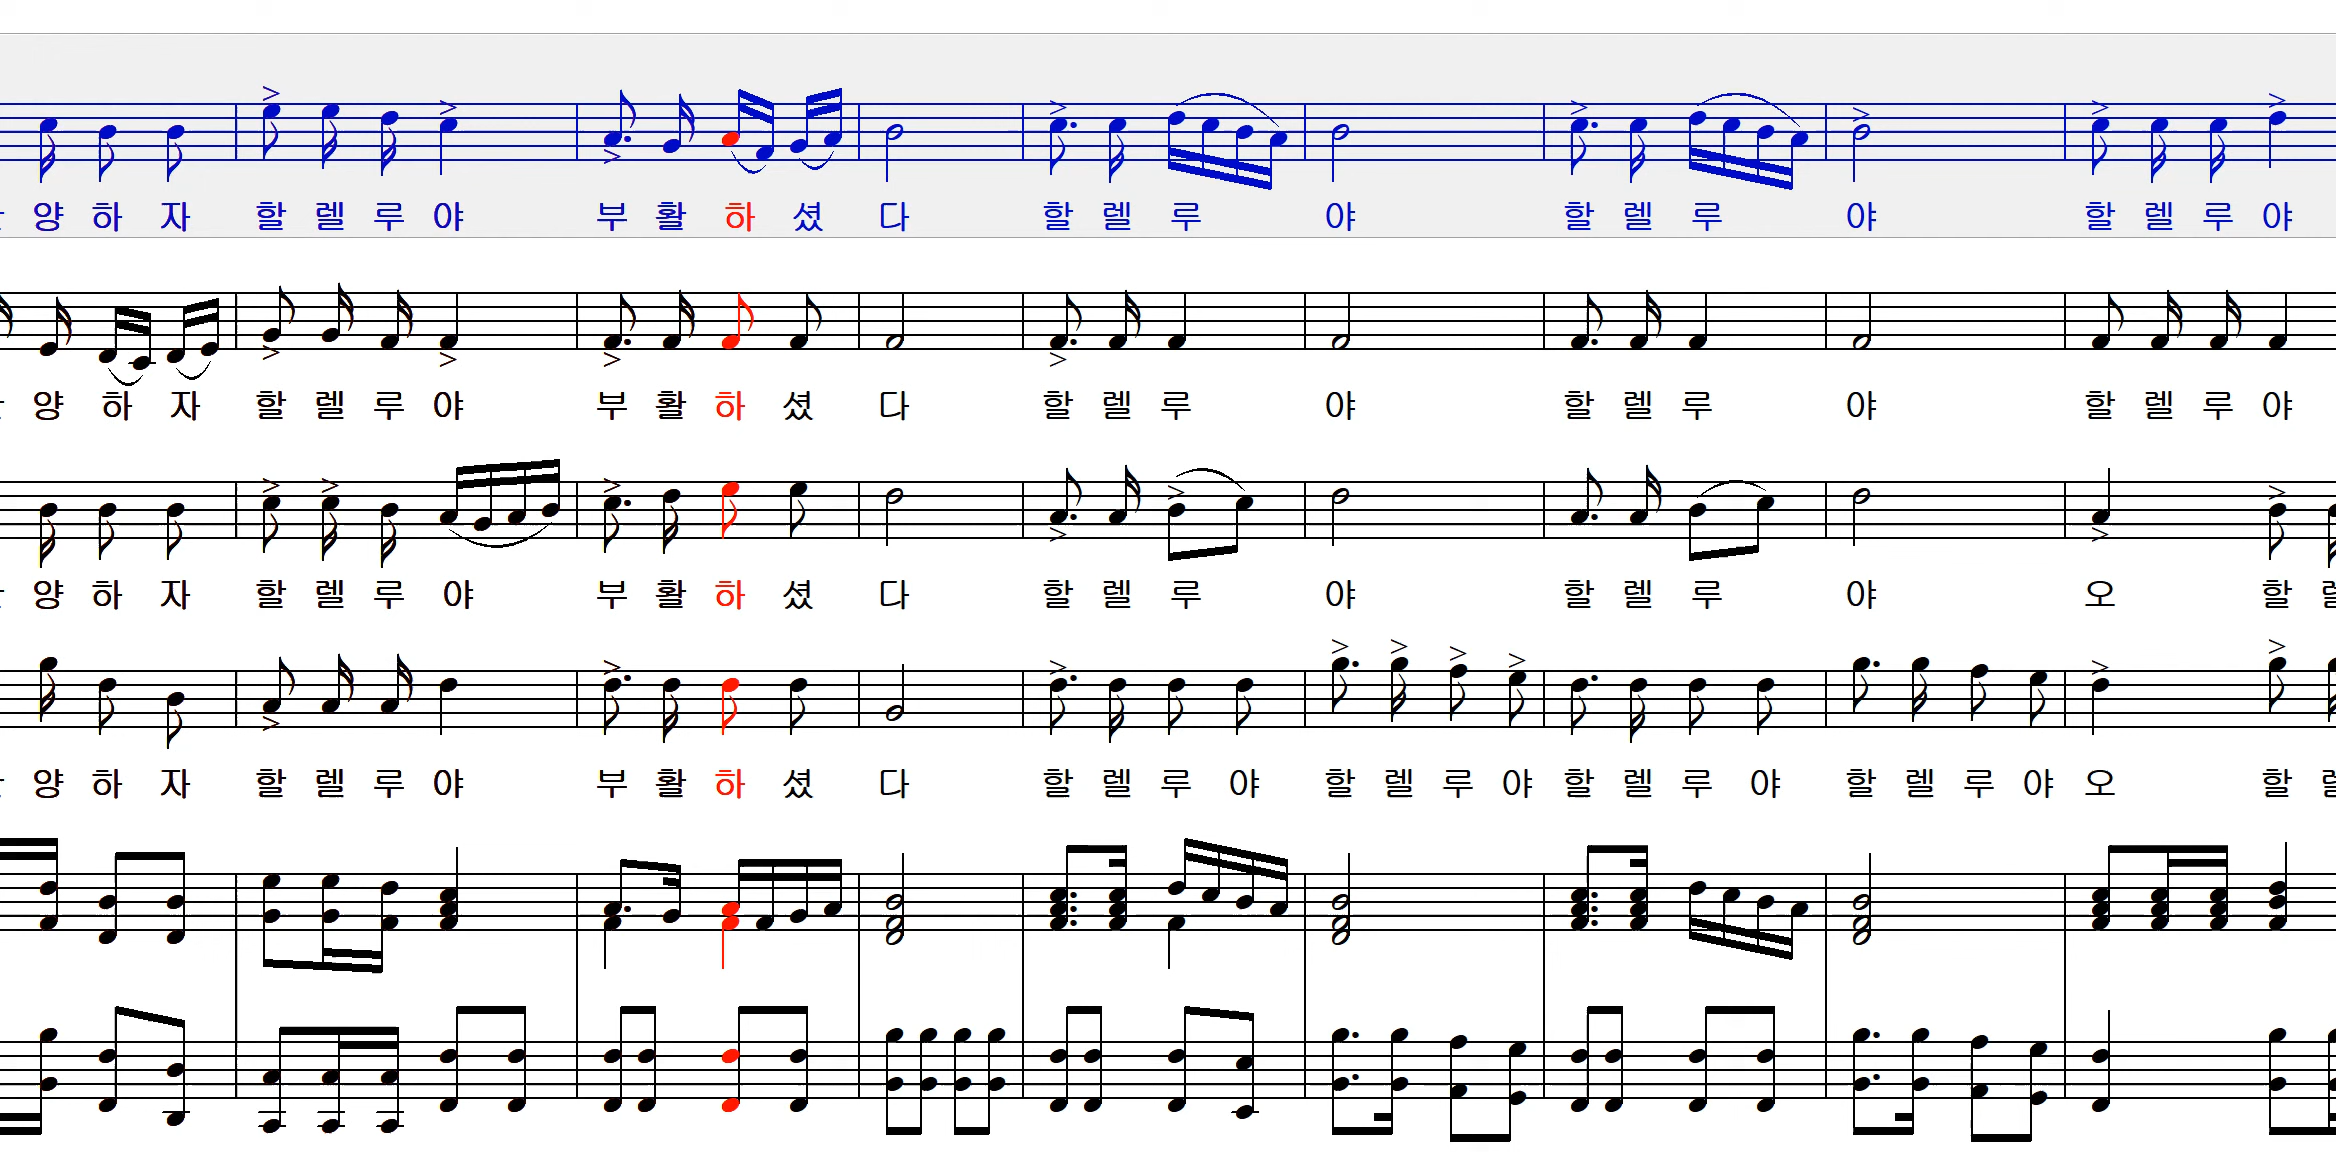 양 하 자 할 렐 루 야 부 활 하 셨 다 할 렐 루 야 할 렐 루 야 할 렐 루 야
양 하 자 할 렐 루 야 부 활 하 셨 다 할 렐 루 야 할 렐 루 야 할 렐 루 야
양 하 자 할 렐 루 야 부 활 하 셨 다 할 렐 루 야 할 렐 루 야 오 할
양 하 자 할 렐 루 야 부 활 하 셨 다 할 렐 루 야 할 렐 루 야 할 렐 루 야 할 렐 루 야 오 할